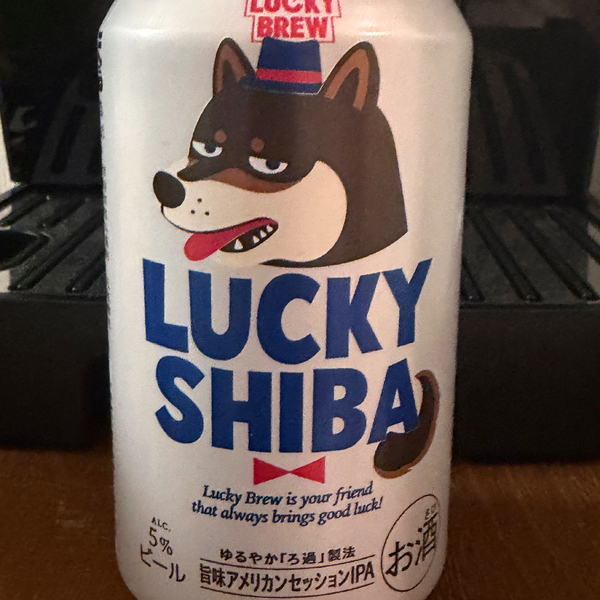 LUCKY
BREW
LUCKY
SHIBA
Lucky Brew is your friend
that always brings good luck!
ALC.
5%
ビール
ゆるやか「ろ過」製法
旨味アメリカンセッションIPA
お酒